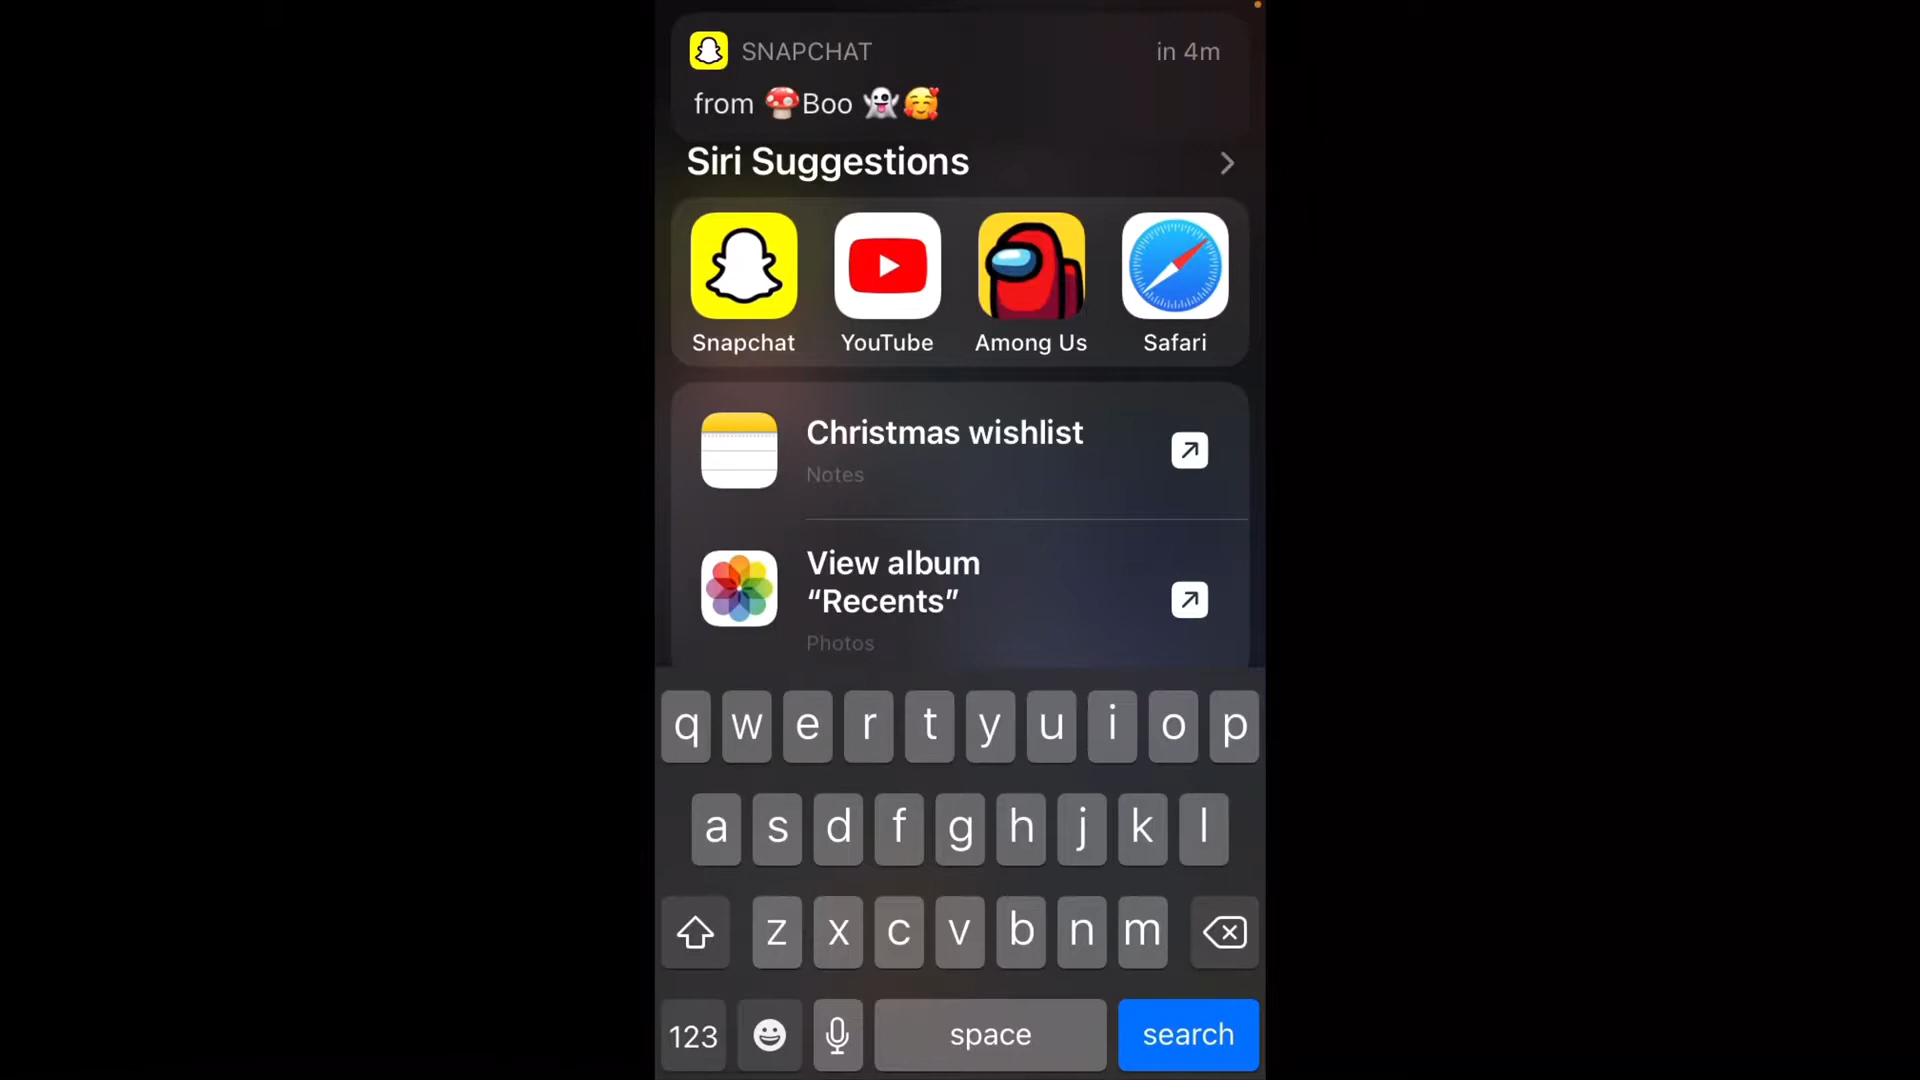 SNAPCHAT in 4m
from 🍄Boo 👻🥰
Siri Suggestions
Snapchat YouTube Among Us Safari
Christmas wishlist
Notes
View album
“Recents”
Photos
q w e r t y u i o p
a s d f g h j k l
z x c v b n m
123 space search